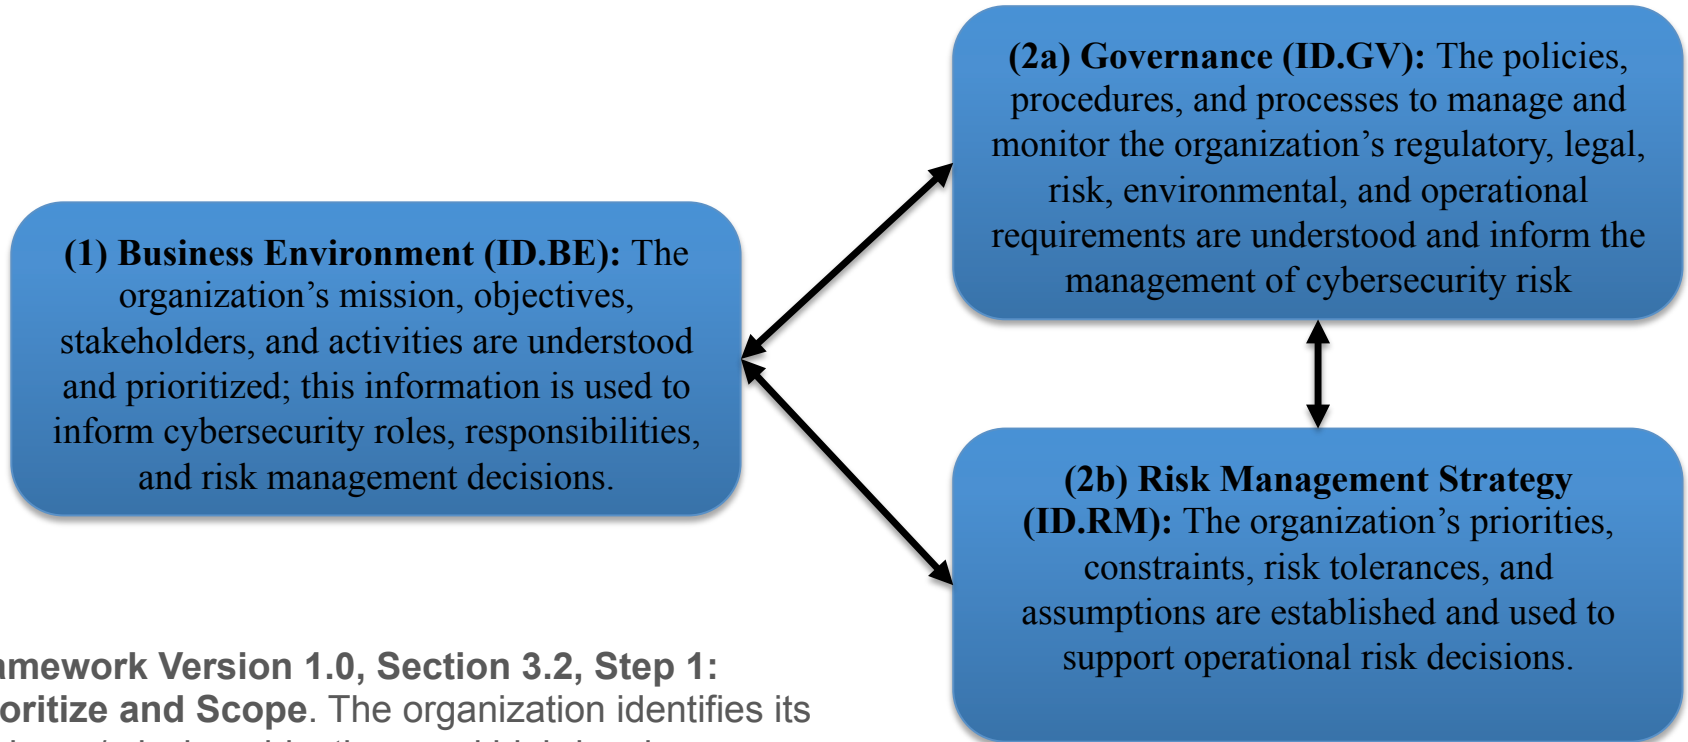 (1) Business Environment (ID.BE): The
organization’s mission, objectives,
stakeholders, and activities are understood
and prioritized; this information is used to
inform cybersecurity roles, responsibilities,
and risk management decisions.
(2a) Governance (ID.GV): The policies,
procedures, and processes to manage and
monitor the organization’s regulatory, legal,
risk, environmental, and operational
requirements are understood and inform the
management of cybersecurity risk
(2b) Risk Management Strategy
(ID.RM): The organization’s priorities,
constraints, risk tolerances, and
assumptions are established and used to
support operational risk decisions.
amework Version 1.0, Section 3.2, Step 1:
oritize and Scope. The organization identifies its